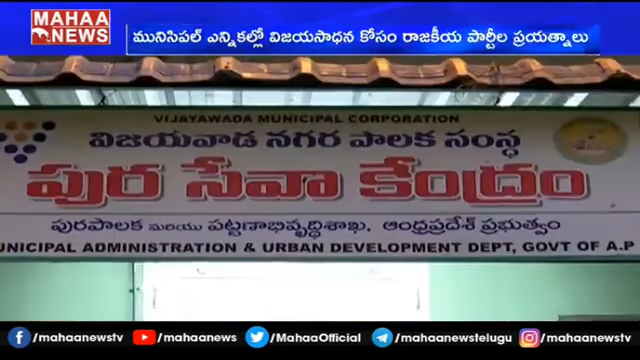 MAHAA NEWS
మునిసిపల్ ఎన్నికల్లో విజయసాధన కోసం రాజకీయ పార్టీల ప్రయత్నాలు
VIJAYAWADA MUNICIPAL CORPORATION
విజయవాడ నగర పాలక సంస్థ
పుర సేవా కేంద్రం
పురపాలక మరియు పట్టణాభివృద్ధిశాఖ, ఆంధ్రప్రదేశ్ ప్రభుత్వం
UNICIPAL ADMINISTRATION & URBAN DEVELOPMENT DEPT, GOVT OF A.P
/mahaanewstv /mahaanewstv /MahaaOfficial /mahaanewstelugu @mahaanewstv